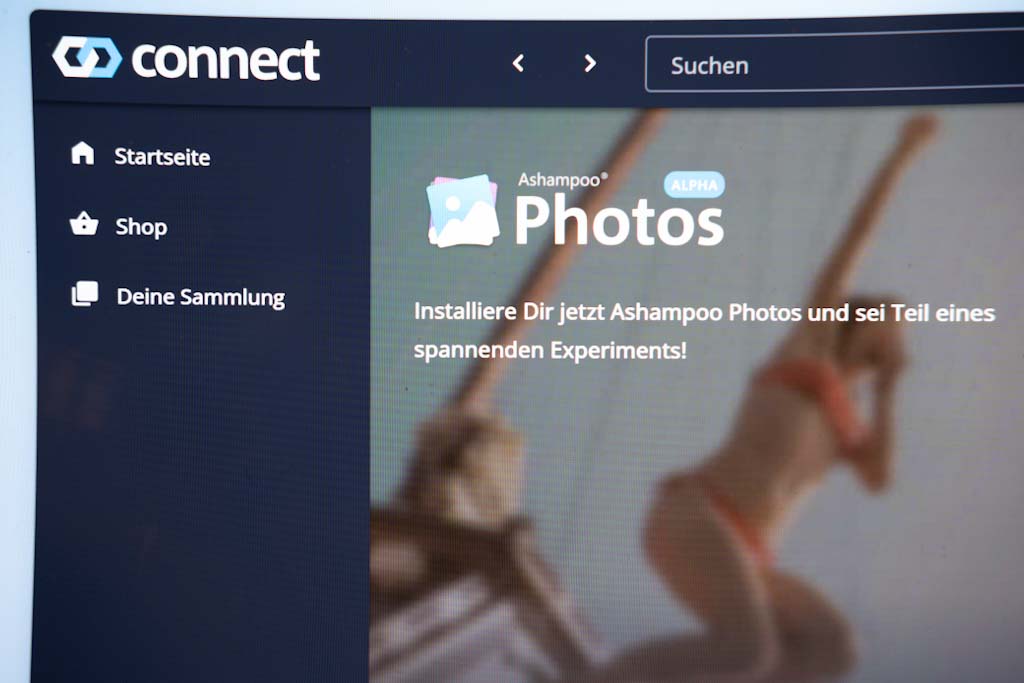 connect
Suchen
Startseite
Shop
Deine Sammlung
Ashampoo®
ALPHA
Photos
Installiere Dir jetzt Ashampoo Photos und sei Teil eines
spannenden Experiments!